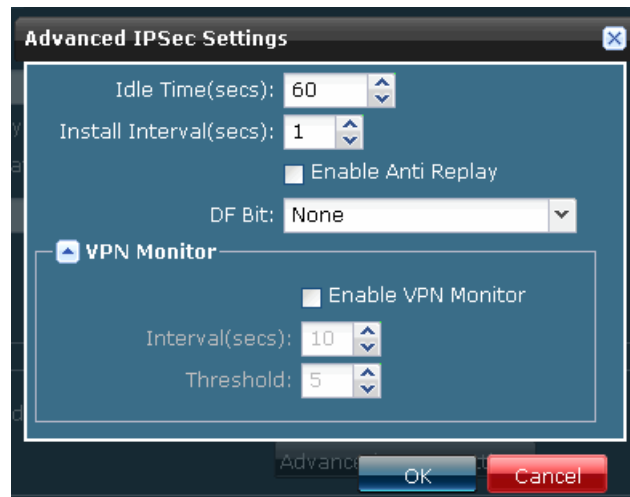 Advanced IPSec Settings
Idle Time(secs): 60
Install Interval(secs): 1
Enable Anti Replay
DF Bit: None
VPN Monitor
Enable VPN Monitor
Interval(secs): 10
Threshold: 5
OK
Cancel